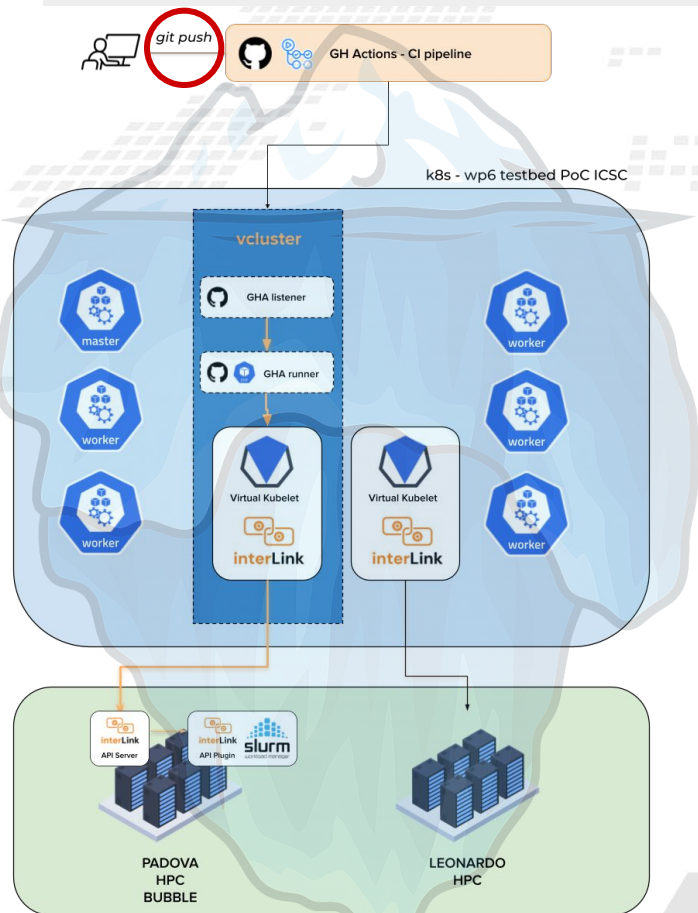 git push
GH Actions - CI pipeline
k8s - wp6 testbed PoC ICSC
vcluster
GHA listener
master
worker
GHA runner
worker
worker
Virtual Kubelet
Virtual Kubelet
worker
worker
interLink
interLink
worker
interLink
API Server
interLink
API Plugin
slurm
workload manager
PADOVA
HPC
BUBBLE
LEONARDO
HPC